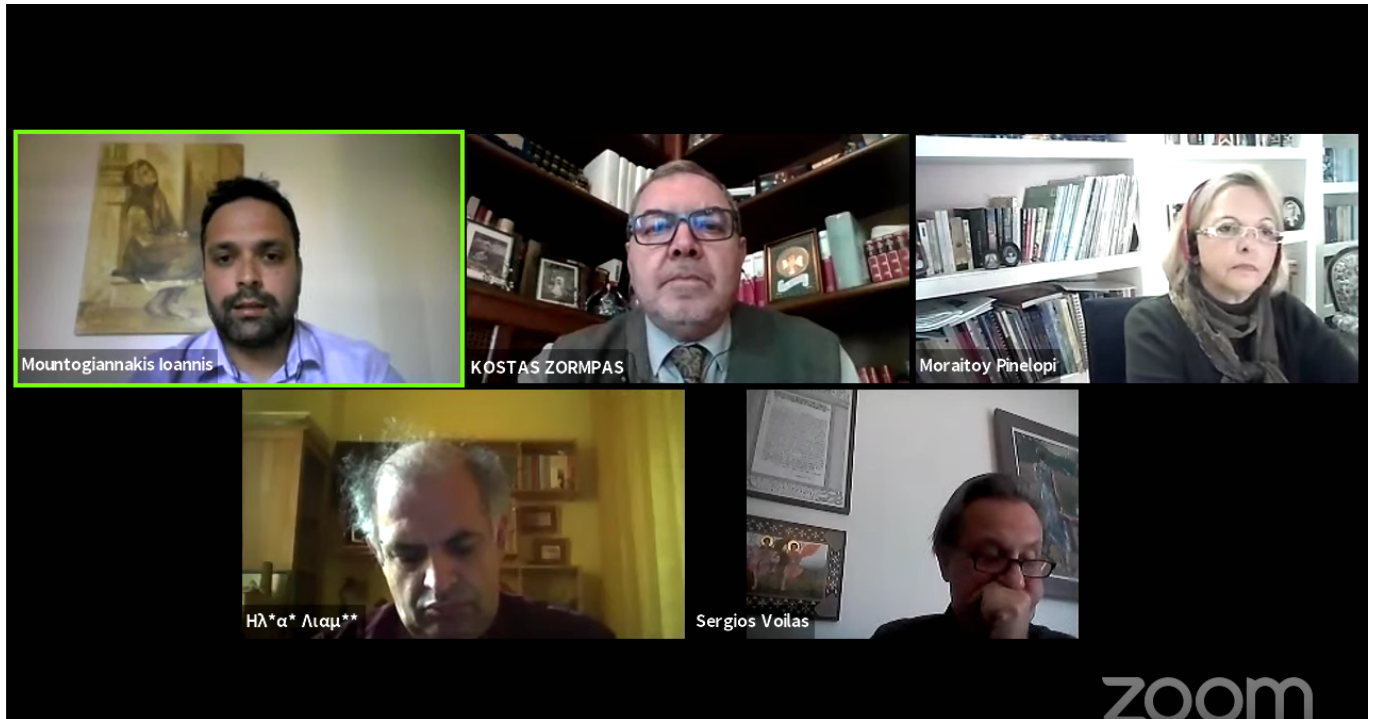 Mountogiannakis Ioannis
KOSTAS ZORMPAS
Moraitoy Pinelopi
Ηλ*α* Λιαμ**
Sergios Voilas
zoom